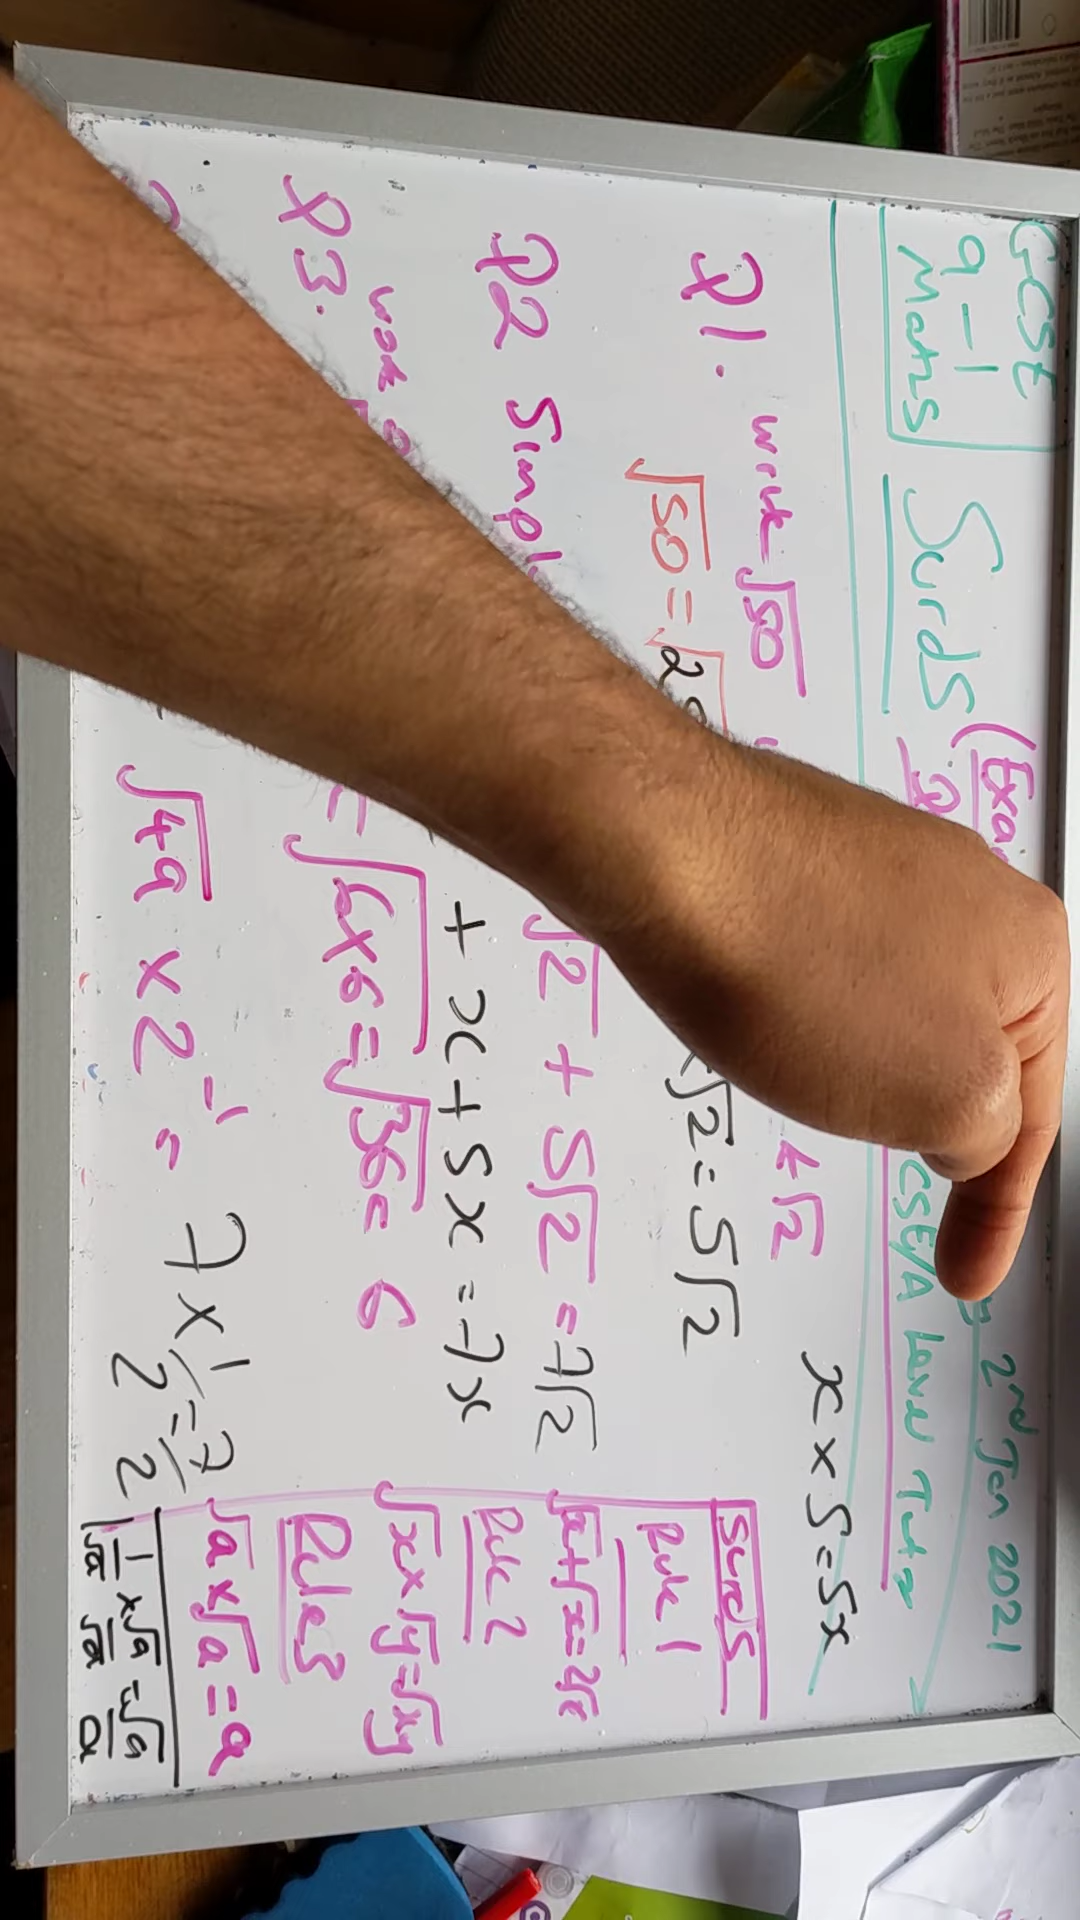 GCSE
9-1
Maths
Surds
2nd Jan 2021
CSE/A Level Tutor
Q1. write √50
k√2
x × 5 = 5x
√50 = √2
√2 = 5√2
Q2 Simpl
√2 + 5√2 = 7√2
+ x + 5x = 7x
Q3.
= √6×6 = √36 = 6
√49 × 2⁻¹ = 7 × 1/2 = 7/2
Surds
Rule 1
√x + √x = 2√x
Rule 2
√x × √y = √xy
Rule 3
√a × √a = a
1/√a × √a/√a = √a/a